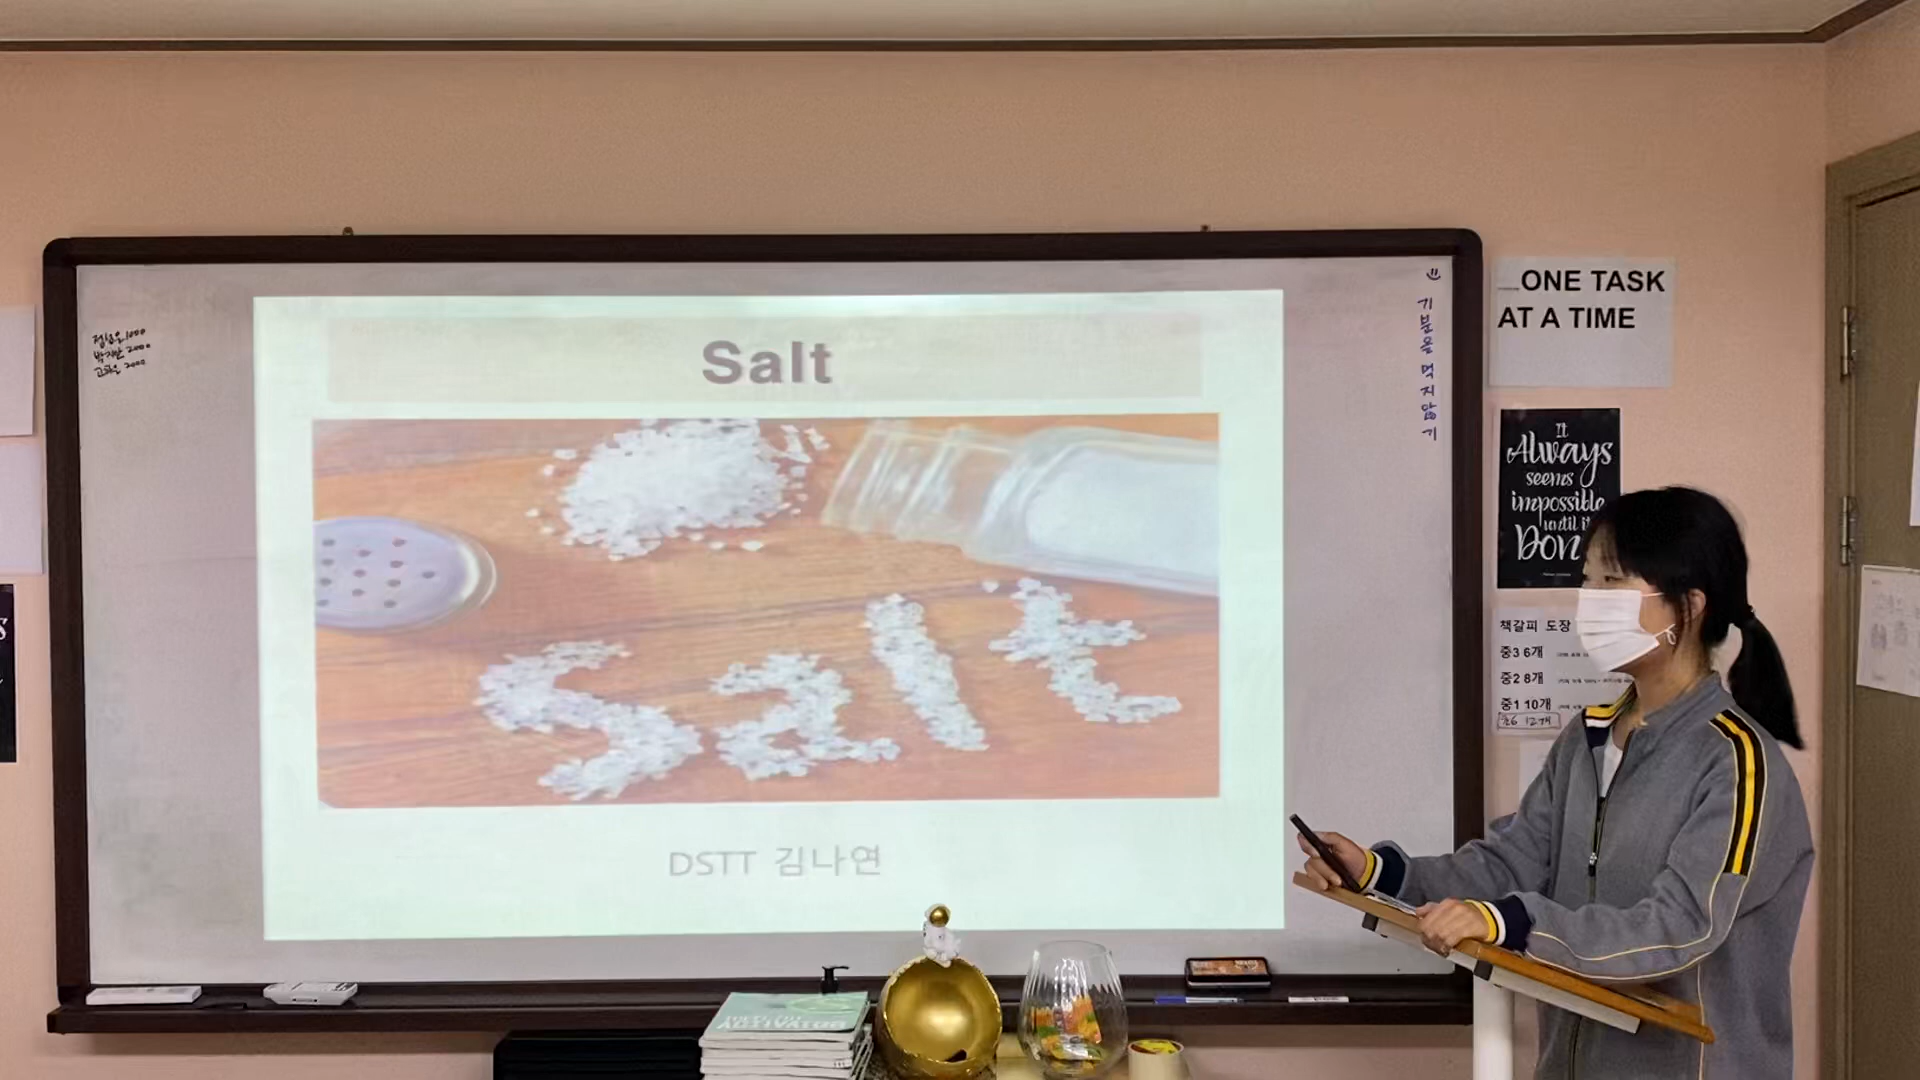 Salt
Salt
DSTT 김나연
기분을 먹지 않기
ONE TASK
AT A TIME
It
Always
seems
impossible
until it
Don
책갈피 도장
중3 6개
중2 8개
중1 10개
초6 12개
2000
2000